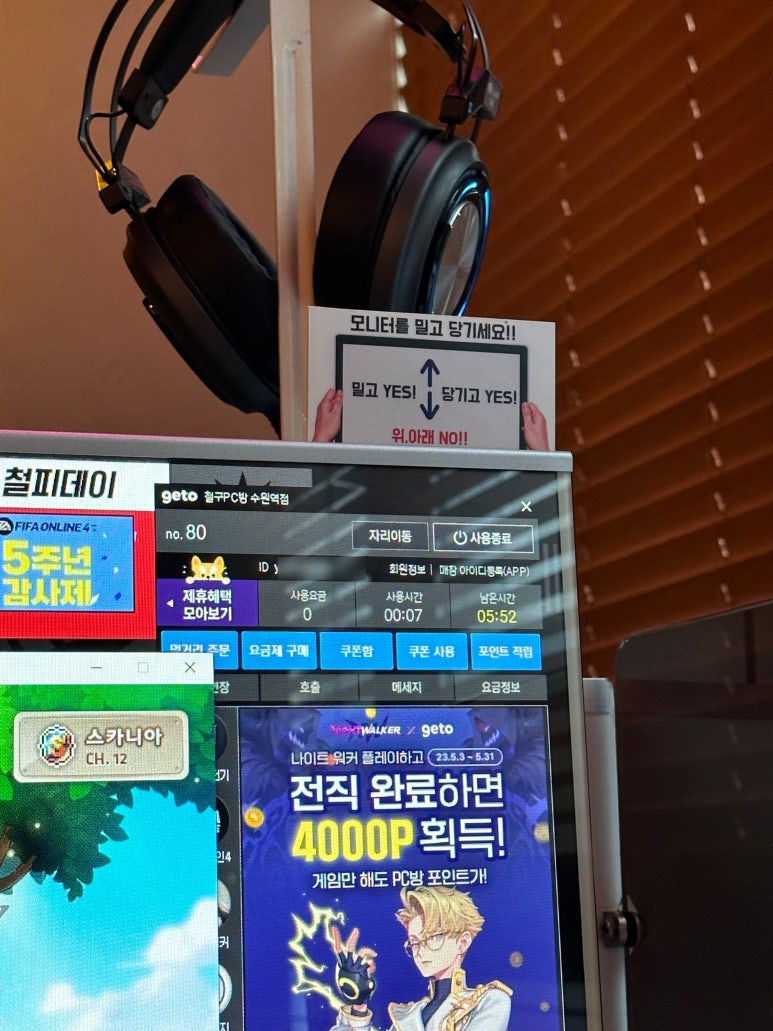 모니터를 밀고 당기세요!!
밀고 YES! 당기고 YES!
위.아래 NO!!
철피데이
geto 철구PC방 수원역점
no. 80
자리이동
사용종료
EA FIFA ONLINE 4
5주년
감사제
ID
회원정보 | 매장 아이디등록(APP)
제휴혜택
모아보기
사용요금
0
사용시간
00:07
남은시간
05:52
먹거리 주문
요금제 구매
쿠폰함
쿠폰 사용
포인트 적립
호출
메세지
요금정보
스카니아
CH. 12
NIGHT WALKER × geto
나이트 워커 플레이하고 23.5.3 ~ 5.31
전직 완료하면
4000P 획득!
게임만 해도 PC방 포인트가!